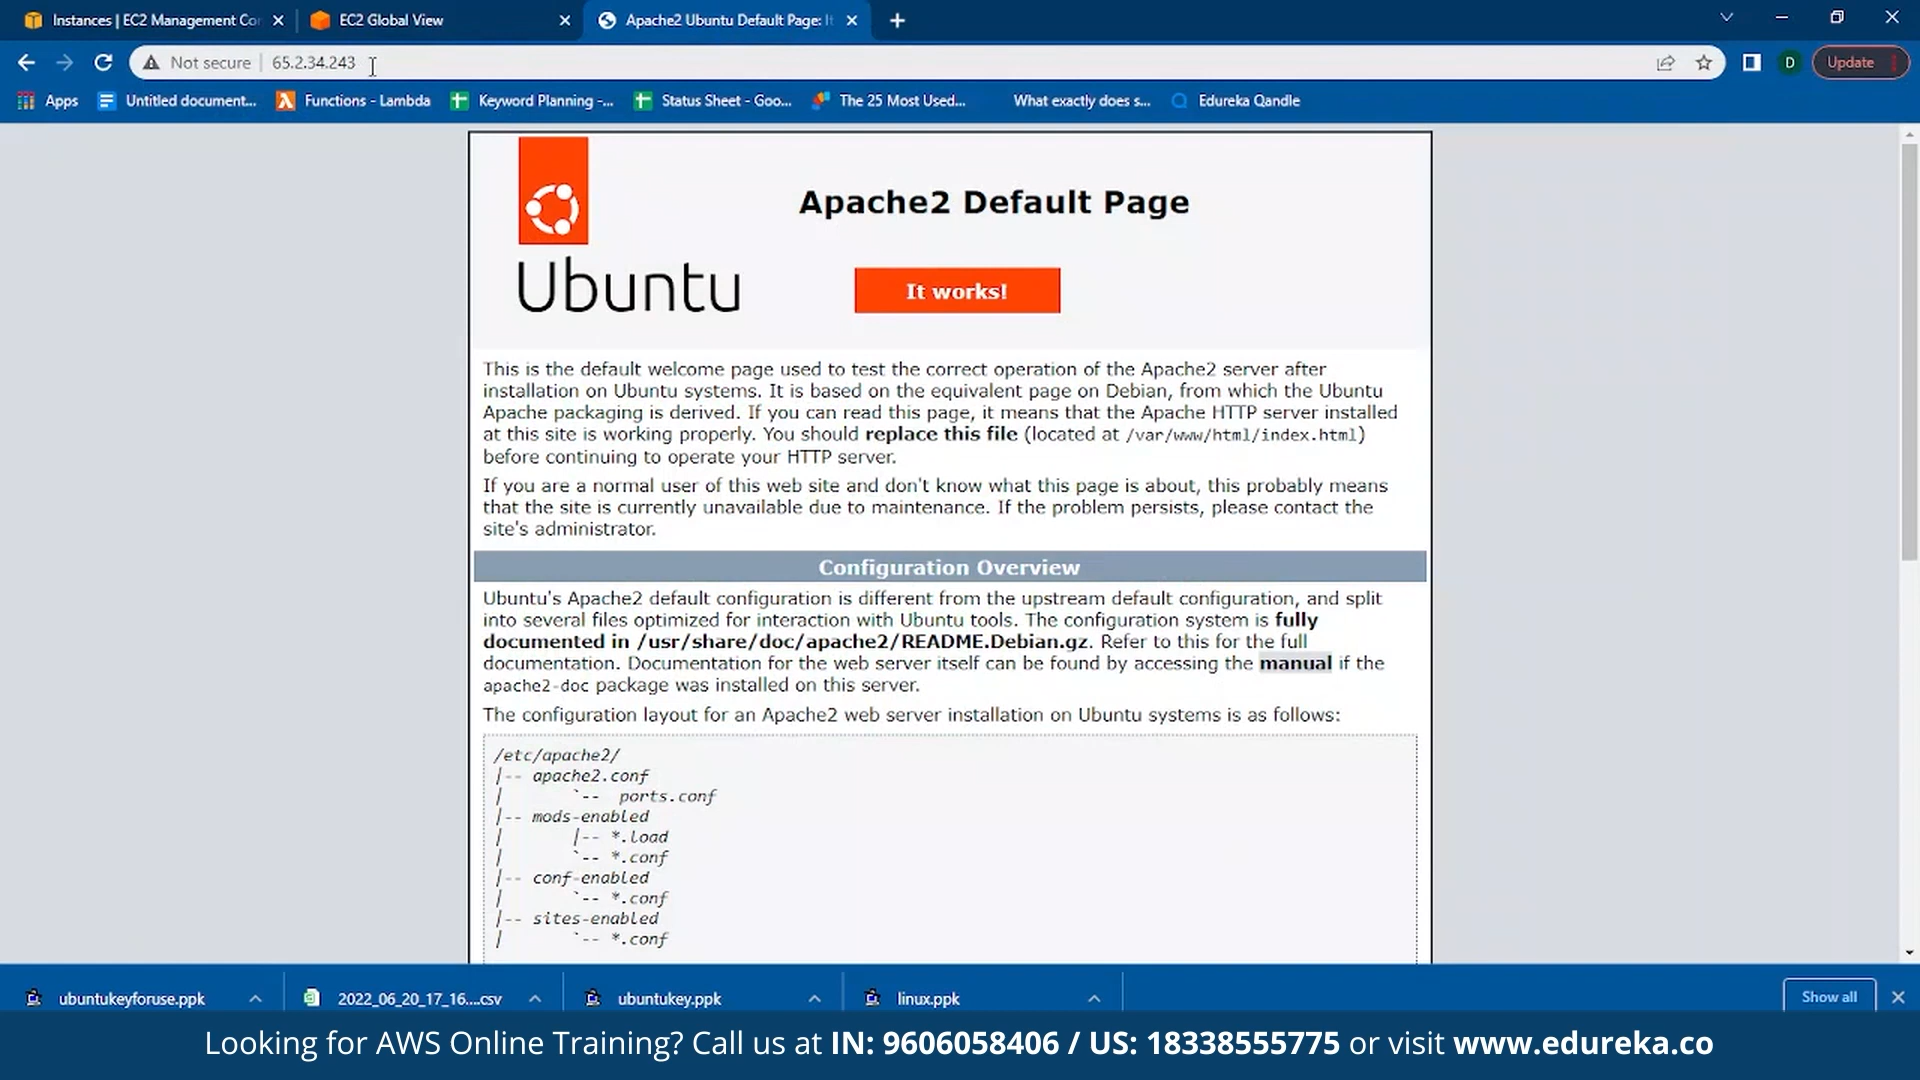 Instances | EC2 Management Co
EC2 Global View
Apache2 Ubuntu Default Page: It
Not secure | 65.2.34.243
D
Update
Apps
Untitled document...
Functions - Lambda
Keyword Planning -...
Status Sheet - Goo...
The 25 Most Used...
What exactly does s...
Edureka Qandle
Apache2 Default Page
Ubuntu
It works!
This is the default welcome page used to test the correct operation of the Apache2 server after
installation on Ubuntu systems. It is based on the equivalent page on Debian, from which the Ubuntu
Apache packaging is derived. If you can read this page, it means that the Apache HTTP server installed
at this site is working properly. You should replace this file (located at /var/www/html/index.html)
before continuing to operate your HTTP server.
If you are a normal user of this web site and don't know what this page is about, this probably means
that the site is currently unavailable due to maintenance. If the problem persists, please contact the
site's administrator.
Configuration Overview
Ubuntu's Apache2 default configuration is different from the upstream default configuration, and split
into several files optimized for interaction with Ubuntu tools. The configuration system is fully
documented in /usr/share/doc/apache2/README.Debian.gz. Refer to this for the full
documentation. Documentation for the web server itself can be found by accessing the manual if the
apache2-doc package was installed on this server.
The configuration layout for an Apache2 web server installation on Ubuntu systems is as follows:
/etc/apache2/
|-- apache2.conf
|       `--  ports.conf
|-- mods-enabled
|       |-- *.load
|       `-- *.conf
|-- conf-enabled
|       `-- *.conf
|-- sites-enabled
|       `-- *.conf
ubuntukeyforuse.ppk
2022_06_20_17_16....csv
ubuntukey.ppk
linux.ppk
Show all
Looking for AWS Online Training? Call us at IN: 9606058406 / US: 18338555775 or visit www.edureka.co